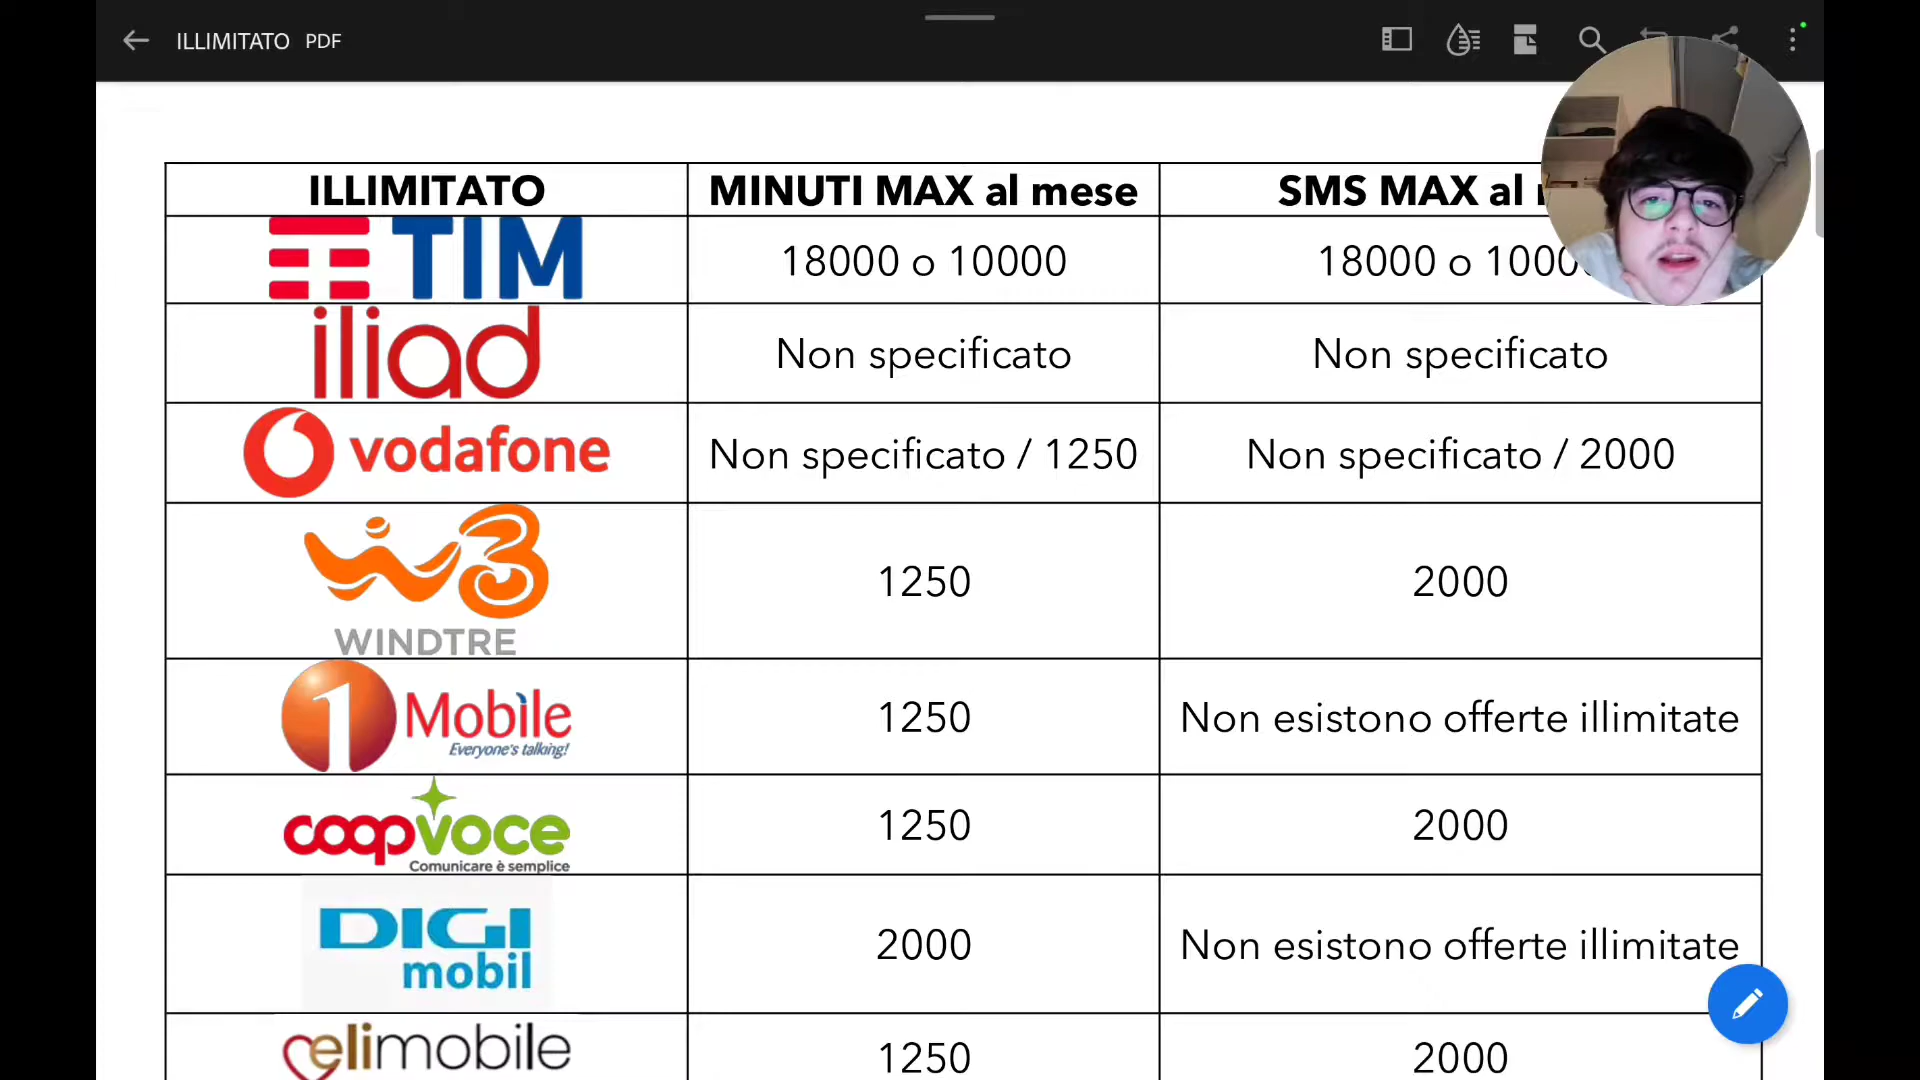 ILLIMITATO PDF
ILLIMITATO MINUTI MAX al mese SMS MAX al
TIM 18000 o 10000 18000 o 1000
iliad Non specificato Non specificato
vodafone Non specificato / 1250 Non specificato / 2000
W3
WINDTRE 1250 2000
1Mobile 1250 Non esistono offerte illimitate
Everyone's talking!
coopvoce 1250 2000
Comunicare è semplice
DIGI
mobil 2000 Non esistono offerte illimitate
elimobile 1250 2000